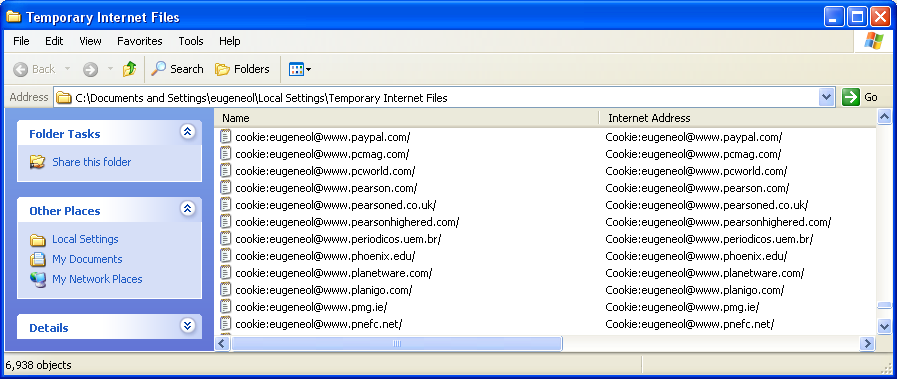 Temporary Internet Files
File Edit View Favorites Tools Help
Back Search Folders
Address C:\Documents and Settings\eugeneol\Local Settings\Temporary Internet Files Go
Folder Tasks
Share this folder
Other Places
Local Settings
My Documents
My Network Places
Details
Name Internet Address
cookie:eugeneol@www.paypal.com/ Cookie:eugeneol@www.paypal.com/
cookie:eugeneol@www.pcmag.com/ Cookie:eugeneol@www.pcmag.com/
cookie:eugeneol@www.pcworld.com/ Cookie:eugeneol@www.pcworld.com/
cookie:eugeneol@www.pearson.com/ Cookie:eugeneol@www.pearson.com/
cookie:eugeneol@www.pearsoned.co.uk/ Cookie:eugeneol@www.pearsoned.co.uk/
cookie:eugeneol@www.pearsonhighered.com/ Cookie:eugeneol@www.pearsonhighered.com/
cookie:eugeneol@www.periodicos.uem.br/ Cookie:eugeneol@www.periodicos.uem.br/
cookie:eugeneol@www.phoenix.edu/ Cookie:eugeneol@www.phoenix.edu/
cookie:eugeneol@www.planetware.com/ Cookie:eugeneol@www.planetware.com/
cookie:eugeneol@www.planigo.com/ Cookie:eugeneol@www.planigo.com/
cookie:eugeneol@www.pmg.ie/ Cookie:eugeneol@www.pmg.ie/
cookie:eugeneol@www.pnefc.net/ Cookie:eugeneol@www.pnefc.net/
6,938 objects